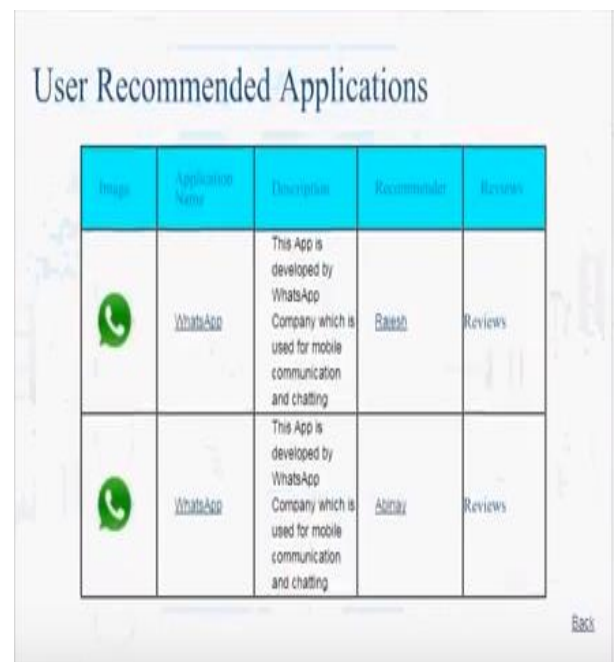 User Recommended Applications
Image
Application
Name
Description
Recommender
Reviews
This App is
developed by
WhatsApp
Company which is
used for mobile
communication
and chatting
WhatsApp
Rajesh
Reviews
This App is
developed by
WhatsApp
Company which is
used for mobile
communication
and chatting
WhatsApp
Abinay
Reviews
Back